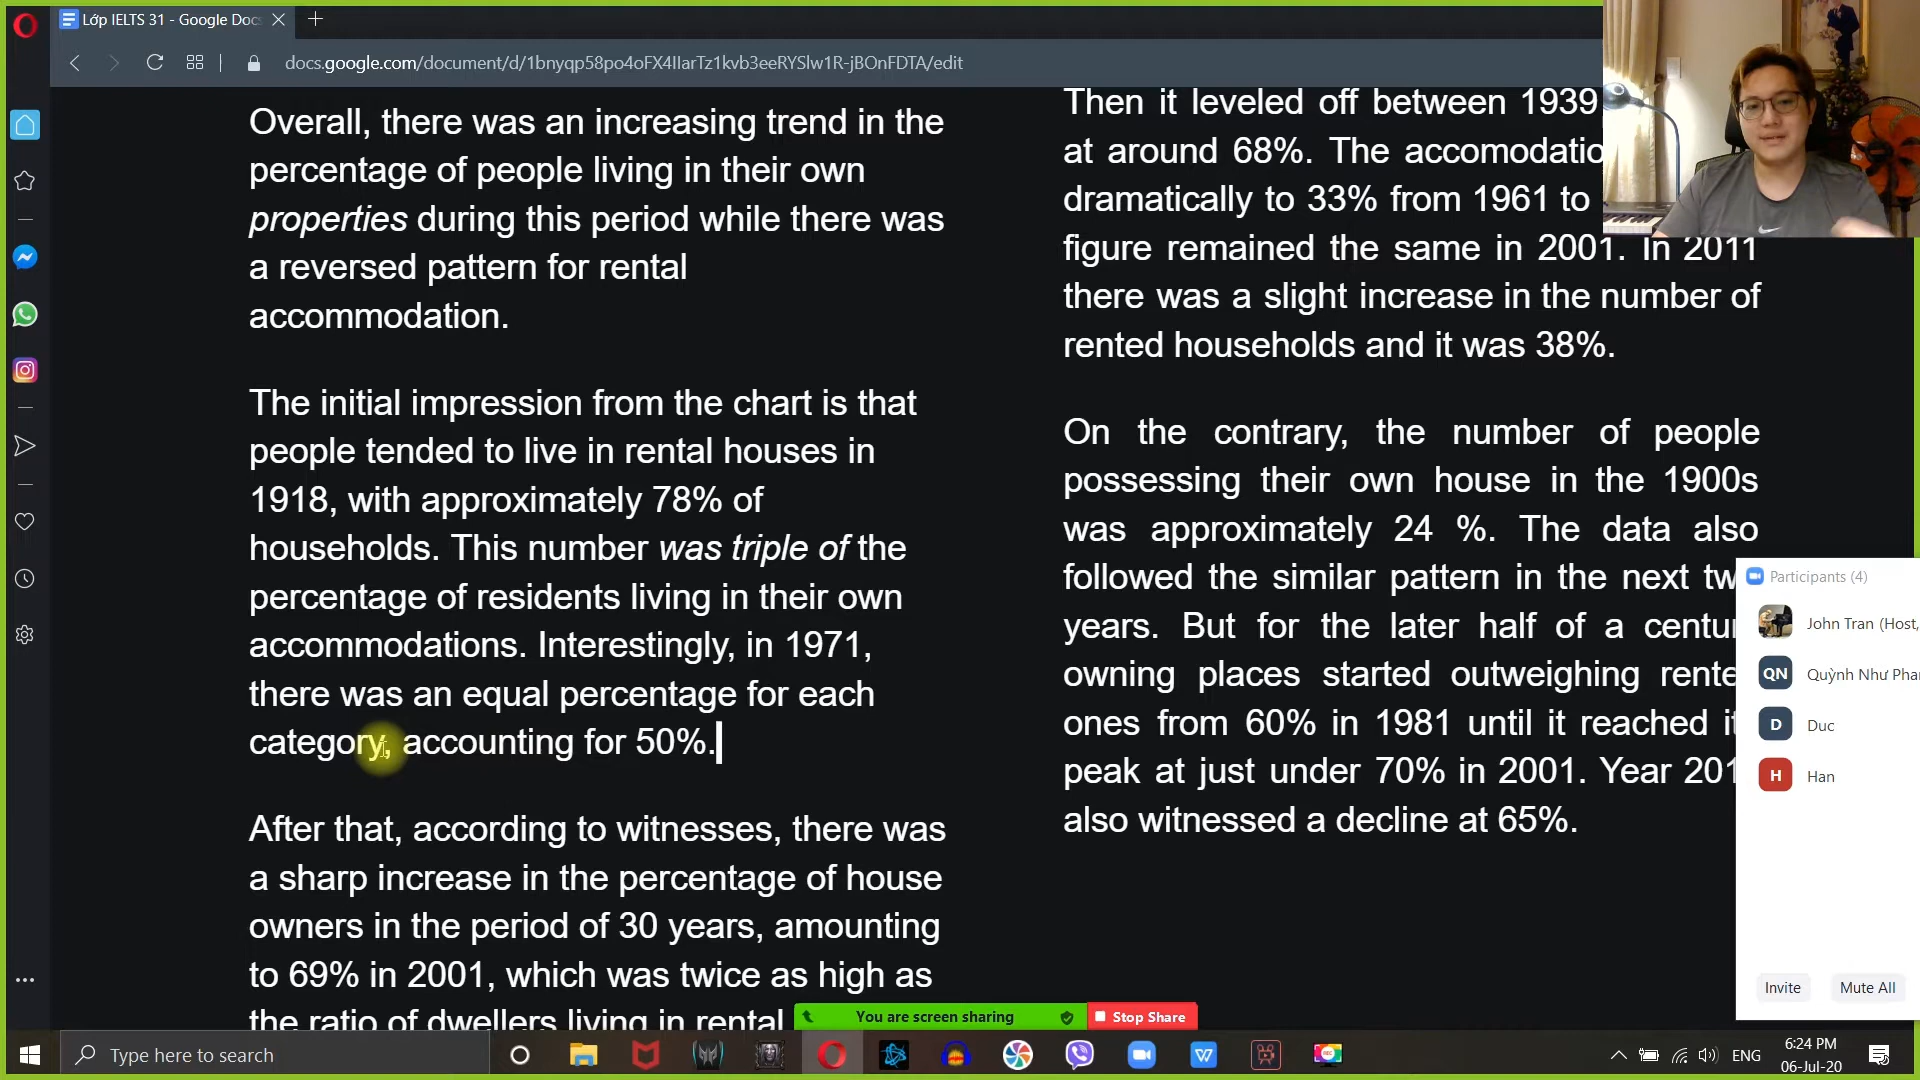 Lớp IELTS 31 - Google Doc
docs.google.com/document/d/1bnyqp58po4oFX4IIarTz1kvb3eeRYSlw1R-jBOnFDTA/edit
Overall, there was an increasing trend in the
percentage of people living in their own
properties during this period while there was
a reversed pattern for rental
accommodation.
The initial impression from the chart is that
people tended to live in rental houses in
1918, with approximately 78% of
households. This number was triple of the
percentage of residents living in their own
accommodations. Interestingly, in 1971,
there was an equal percentage for each
category, accounting for 50%.
After that, according to witnesses, there was
a sharp increase in the percentage of house
owners in the period of 30 years, amounting
to 69% in 2001, which was twice as high as
the ratio of dwellers living in rental
Then it leveled off between 1939
at around 68%. The accomodatio
dramatically to 33% from 1961 to
figure remained the same in 2001. In 2011
there was a slight increase in the number of
rented households and it was 38%.
On the contrary, the number of people
possessing their own house in the 1900s
was approximately 24 %. The data also
followed the similar pattern in the next tw
years. But for the later half of a centu
owning places started outweighing rente
ones from 60% in 1981 until it reached it
peak at just under 70% in 2001. Year 201
also witnessed a decline at 65%.
Participants (4)
John Tran (Host,
QN Quỳnh Như Pha
D Duc
H Han
Invite Mute All
You are screen sharing Stop Share
Type here to search
ENG
6:24 PM
06-Jul-20